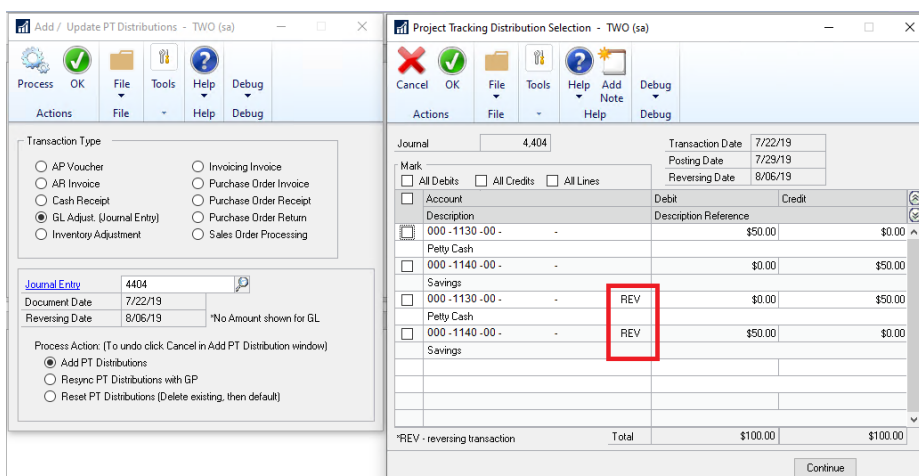 Add / Update PT Distributions - TWO (sa)
Process OK File Tools Help Debug
Actions File Help Debug
Transaction Type
AP Voucher Invoicing Invoice
AR Invoice Purchase Order Invoice
Cash Receipt Purchase Order Receipt
GL Adjust. (Journal Entry) Purchase Order Return
Inventory Adjustment Sales Order Processing
Journal Entry 4404
Document Date 7/22/19
Reversing Date 8/06/19 *No Amount shown for GL
Process Action: (To undo click Cancel in Add PT Distribution window)
Add PT Distributions
Resync PT Distributions with GP
Reset PT Distributions (Delete existing, then default)
Project Tracking Distribution Selection - TWO (sa)
Cancel OK File Tools Help Add Note Debug
Actions File Help Debug
Journal 4,404 Transaction Date 7/22/19
Posting Date 7/29/19
Reversing Date 8/06/19
Mark
All Debits All Credits All Lines
Account Debit Credit
Description Description Reference
000 -1130 -00 - - $50.00 $0.00
Petty Cash
000 -1140 -00 - - $0.00 $50.00
Savings
000 -1130 -00 - - REV $0.00 $50.00
Petty Cash
000 -1140 -00 - - REV $50.00 $0.00
Savings
*REV - reversing transaction Total $100.00 $100.00
Continue